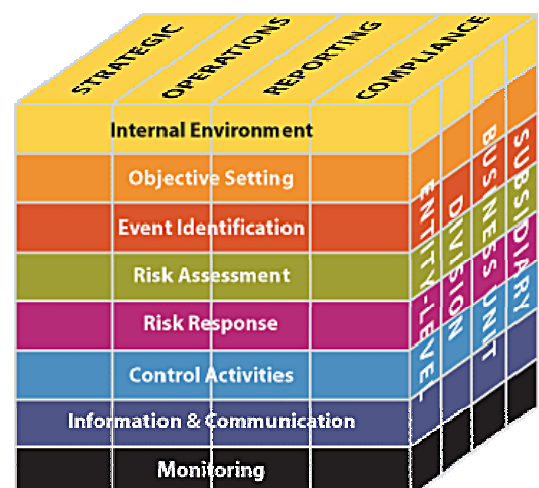 STRATEGIC
OPERATIONS
REPORTING
COMPLIANCE
Internal Environment
Objective Setting
Event Identification
Risk Assessment
Risk Response
Control Activities
Information & Communication
Monitoring
ENTITY-LEVEL
DIVISION
BUSINESS UNIT
SUBSIDIARY